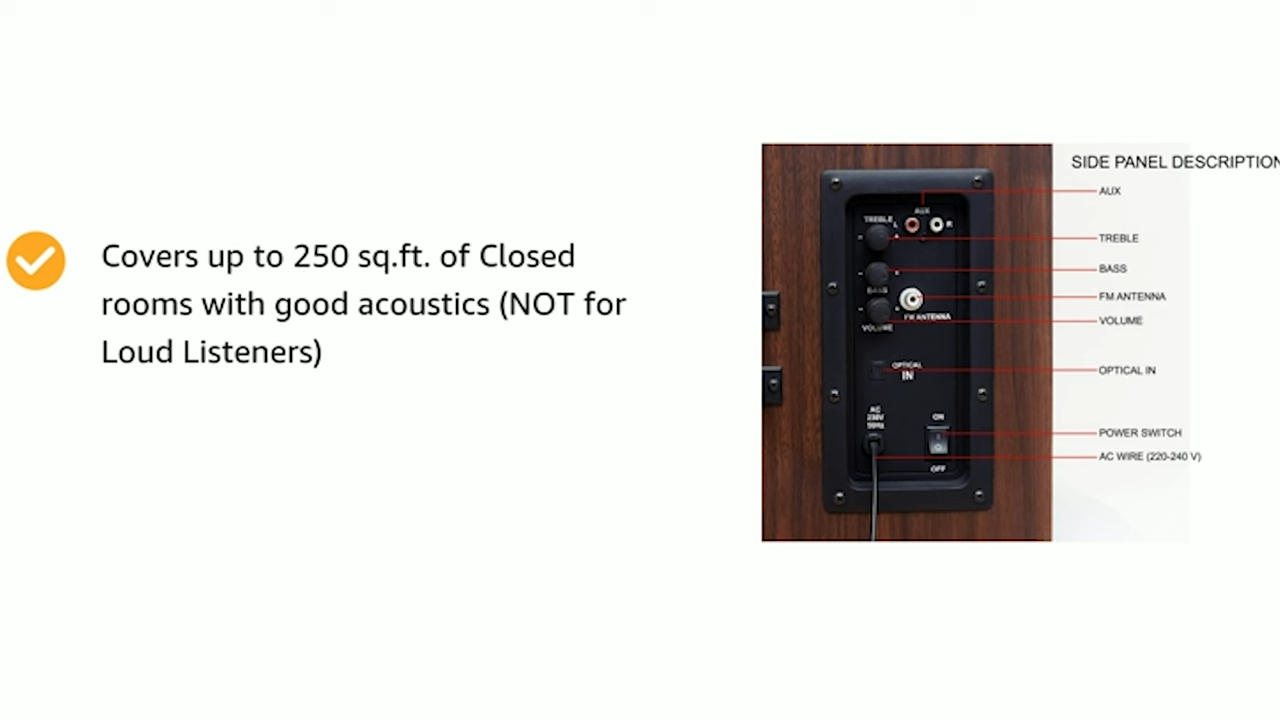 Covers up to 250 sq.ft. of Closed
rooms with good acoustics (NOT for
Loud Listeners)
SIDE PANEL DESCRIPTION
AUX
TREBLE
BASS
FM ANTENNA
VOLUME
OPTICAL IN
POWER SWITCH
AC WIRE (220-240 V)
AUX
TREBLE
L
R
BASS
FM ANTENNA
VOLUME
OPTICAL
IN
AC
230V
50Hz
ON
OFF